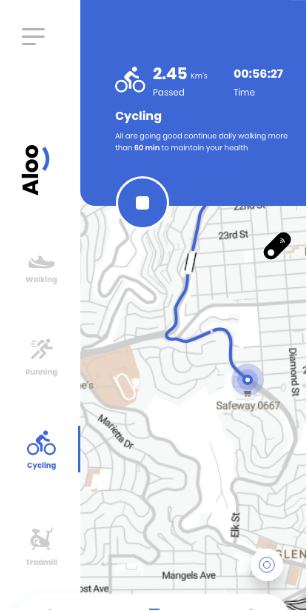 2.45 Km's
00:56:27
Passed
Time
Cycling
All are going good continue daily walking more
than 60 min to maintain your health
Aloo
Walking
Running
Cycling
Tradmill
22nd St
23rd St
Diamond St
Safeway 0667
Marietta Dr
Elk St
GLEN
Mangels Ave
ost Ave
e's